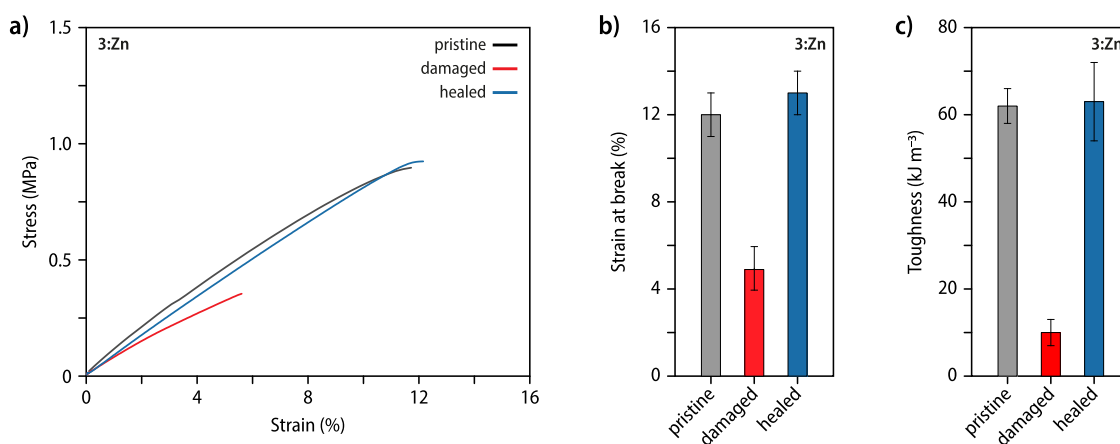 a)
1.5
1.0
0.5
0
Stress (MPa)
3:Zn
pristine
damaged
healed
0
4
8
12
16
Strain (%)
b)
16
12
8
4
0
Strain at break (%)
3:Zn
pristine
damaged
healed
c)
80
60
40
20
0
Toughness (kJ m⁻³)
3:Zn
pristine
damaged
healed